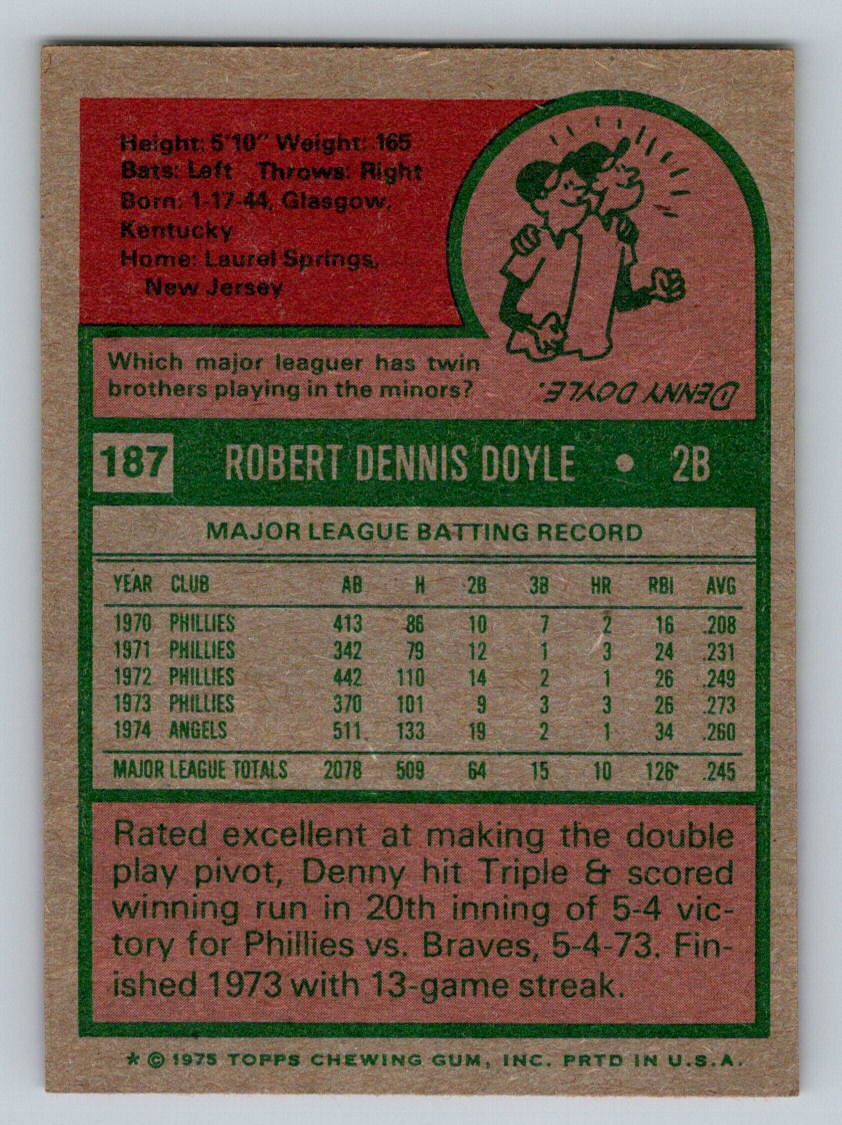 Height: 5'10" Weight: 165
Bats: Left Throws: Right
Born: 1-17-44, Glasgow,
Kentucky
Home: Laurel Springs,
New Jersey
Which major leaguer has twin
brothers playing in the minors?
DENNY DOYLE.
187 ROBERT DENNIS DOYLE • 2B
MAJOR LEAGUE BATTING RECORD
YEAR CLUB AB H 2B 3B HR RBI AVG
1970 PHILLIES 413 86 10 7 2 16 .208
1971 PHILLIES 342 79 12 1 3 24 .231
1972 PHILLIES 442 110 14 2 1 26 .249
1973 PHILLIES 370 101 9 3 3 26 .273
1974 ANGELS 511 133 19 2 1 34 .260
MAJOR LEAGUE TOTALS 2078 509 64 15 10 126 .245
Rated excellent at making the double
play pivot, Denny hit Triple & scored
winning run in 20th inning of 5-4 vic-
tory for Phillies vs. Braves, 5-4-73. Fin-
ished 1973 with 13-game streak.
* © 1975 TOPPS CHEWING GUM, INC. PRTD IN U.S.A.